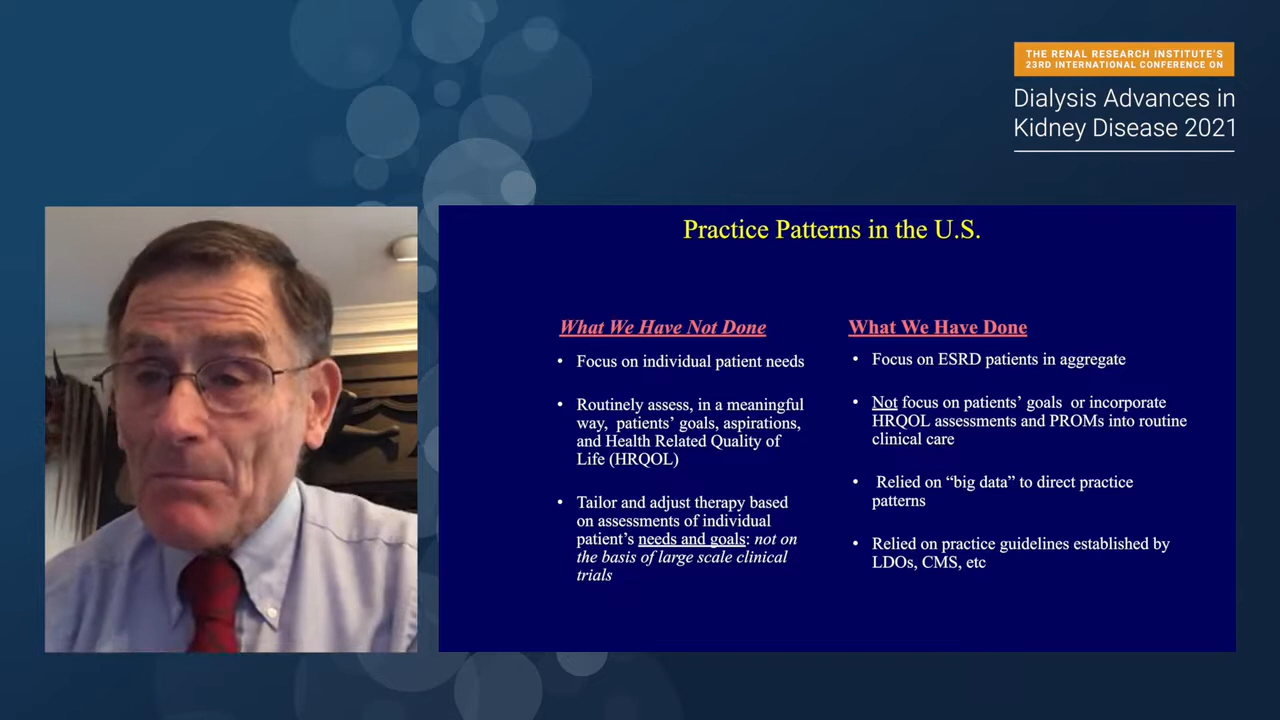 THE RENAL RESEARCH INSTITUTE'S
23RD INTERNATIONAL CONFERENCE ON
Dialysis Advances in
Kidney Disease 2021
Practice Patterns in the U.S.
What We Have Not Done
• Focus on individual patient needs
• Routinely assess, in a meaningful
way, patients' goals, aspirations,
and Health Related Quality of
Life (HRQOL)
• Tailor and adjust therapy based
on assessments of individual
patient's needs and goals: not on
the basis of large scale clinical
trials
What We Have Done
• Focus on ESRD patients in aggregate
• Not focus on patients' goals or incorporate
HRQOL assessments and PROMs into routine
clinical care
• Relied on “big data” to direct practice
patterns
• Relied on practice guidelines established by
LDOs, CMS, etc